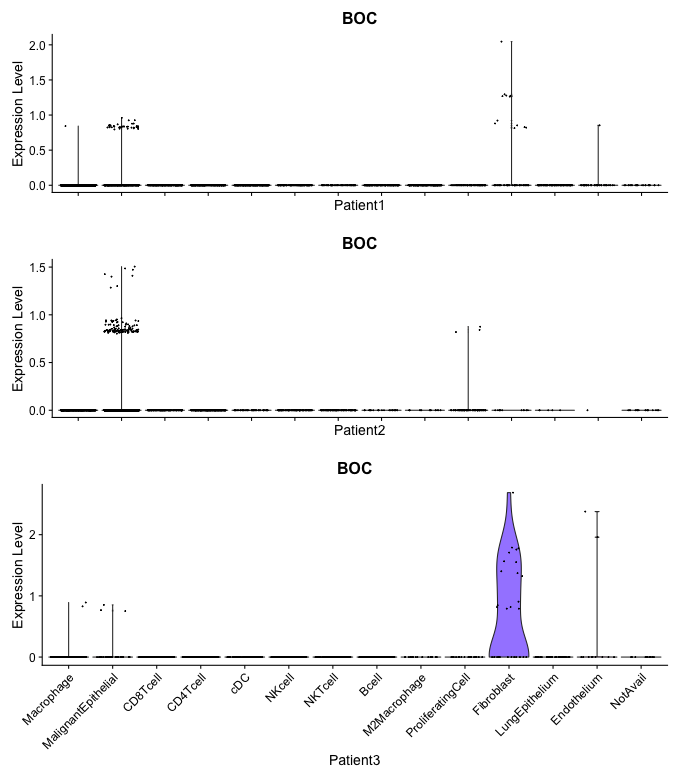 BOC
Expression Level
2.0
1.5
1.0
0.5
0.0
Patient1
BOC
Expression Level
1.5
1.0
0.5
0.0
Patient2
BOC
Expression Level
2
1
0
Macrophage
MalignantEpithelial
CD8Tcell
CD4Tcell
cDC
NKcell
NKTcell
Bcell
M2Macrophage
ProliferatingCell
Fibroblast
LungEpithelium
Endothelium
NotAvail
Patient3